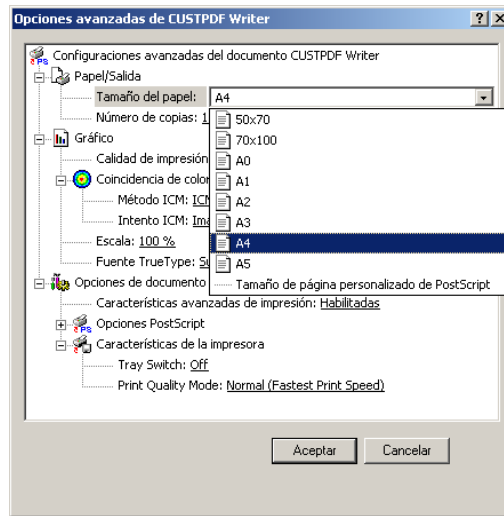 Opciones avanzadas de CUSTPDF Writer
Configuraciones avanzadas del documento CUSTPDF Writer
Papel/Salida
Tamaño del papel: A4
Número de copias: 1
50x70
70x100
A0
A1
A2
A3
A4
A5
Tamaño de página personalizado de PostScript
Gráfico
Calidad de impresión
Coincidencia de color
Método ICM: ICM
Intento ICM:
Escala: 100 %
Fuente TrueType:
Opciones de documento
Características avanzadas de impresión: Habilitadas
Opciones PostScript
Características de la impresora
Tray Switch: Off
Print Quality Mode: Normal (Fastest Print Speed)
Aceptar Cancelar